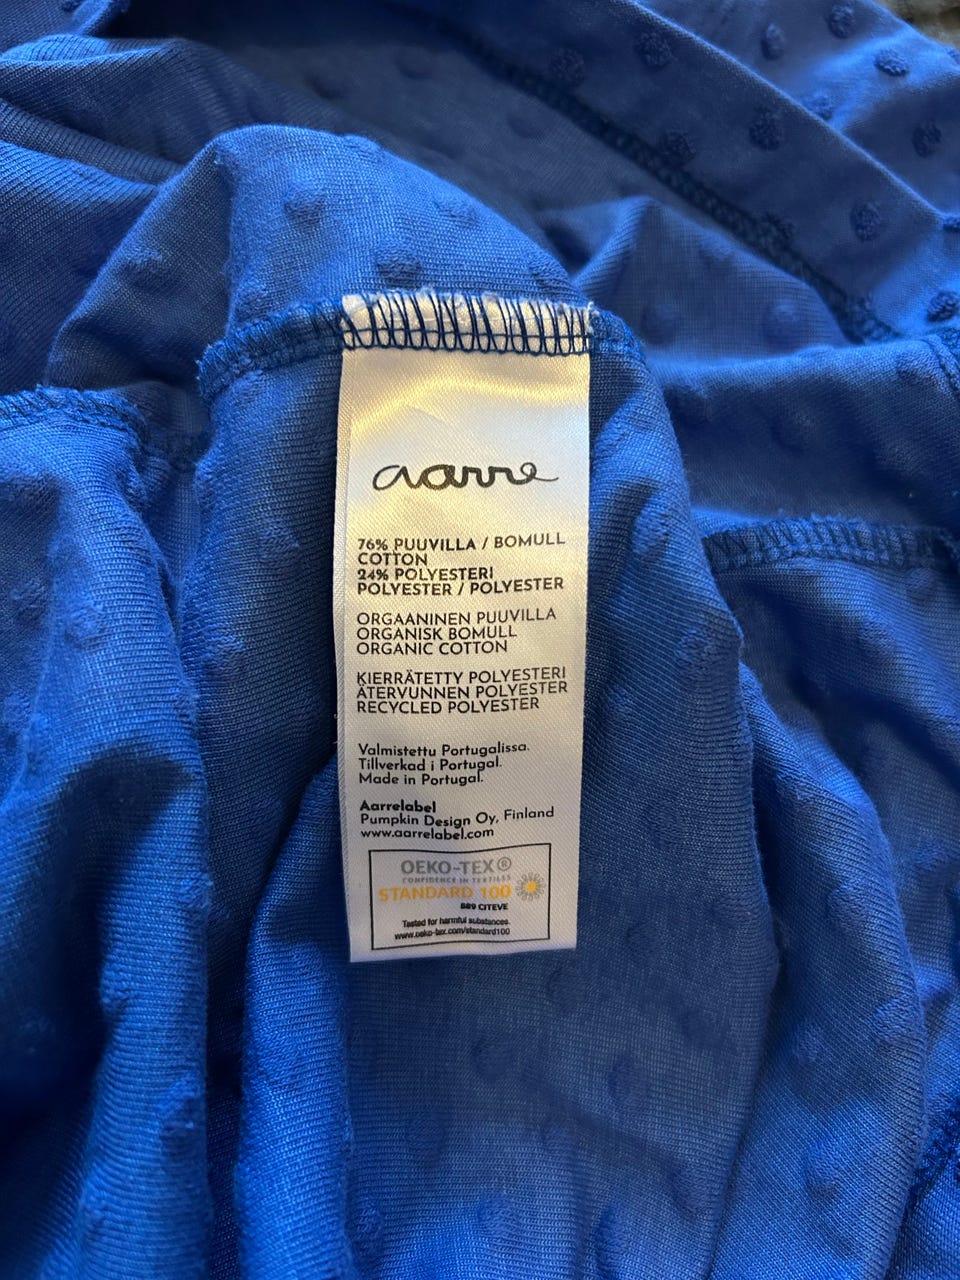 aarre
76% PUUVILLA / BOMULL
COTTON
24% POLYESTERI
POLYESTER / POLYESTER
ORGAANINEN PUUVILLA
ORGANISK BOMULL
ORGANIC COTTON
KIERRÄTETTY POLYESTERI
ÅTERVUNNEN POLYESTER
RECYCLED POLYESTER
Valmistettu Portugalissa.
Tillverkad i Portugal.
Made in Portugal.
Aarrelabel
Pumpkin Design Oy, Finland
www.aarrelabel.com
OEKO-TEX®
CONFIDENCE IN TEXTILES
STANDARD 100
889 CITEVE
Tested for harmful substances.
www.oeko-tex.com/standard100